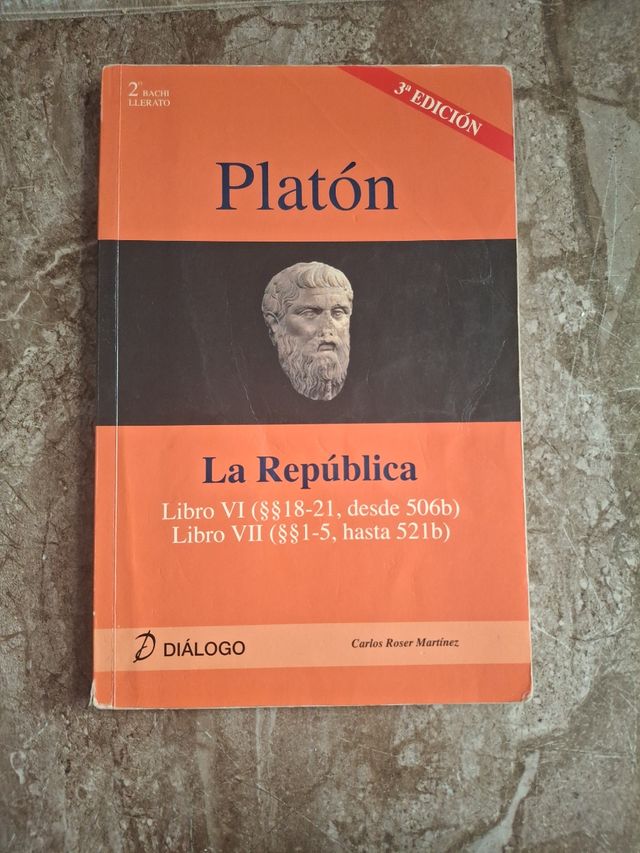 2º BACHI
LLERATO
3ª EDICIÓN
Platón
La República
Libro VI (§§18-21, desde 506b)
Libro VII (§§1-5, hasta 521b)
DIÁLOGO
Carlos Roser Martínez